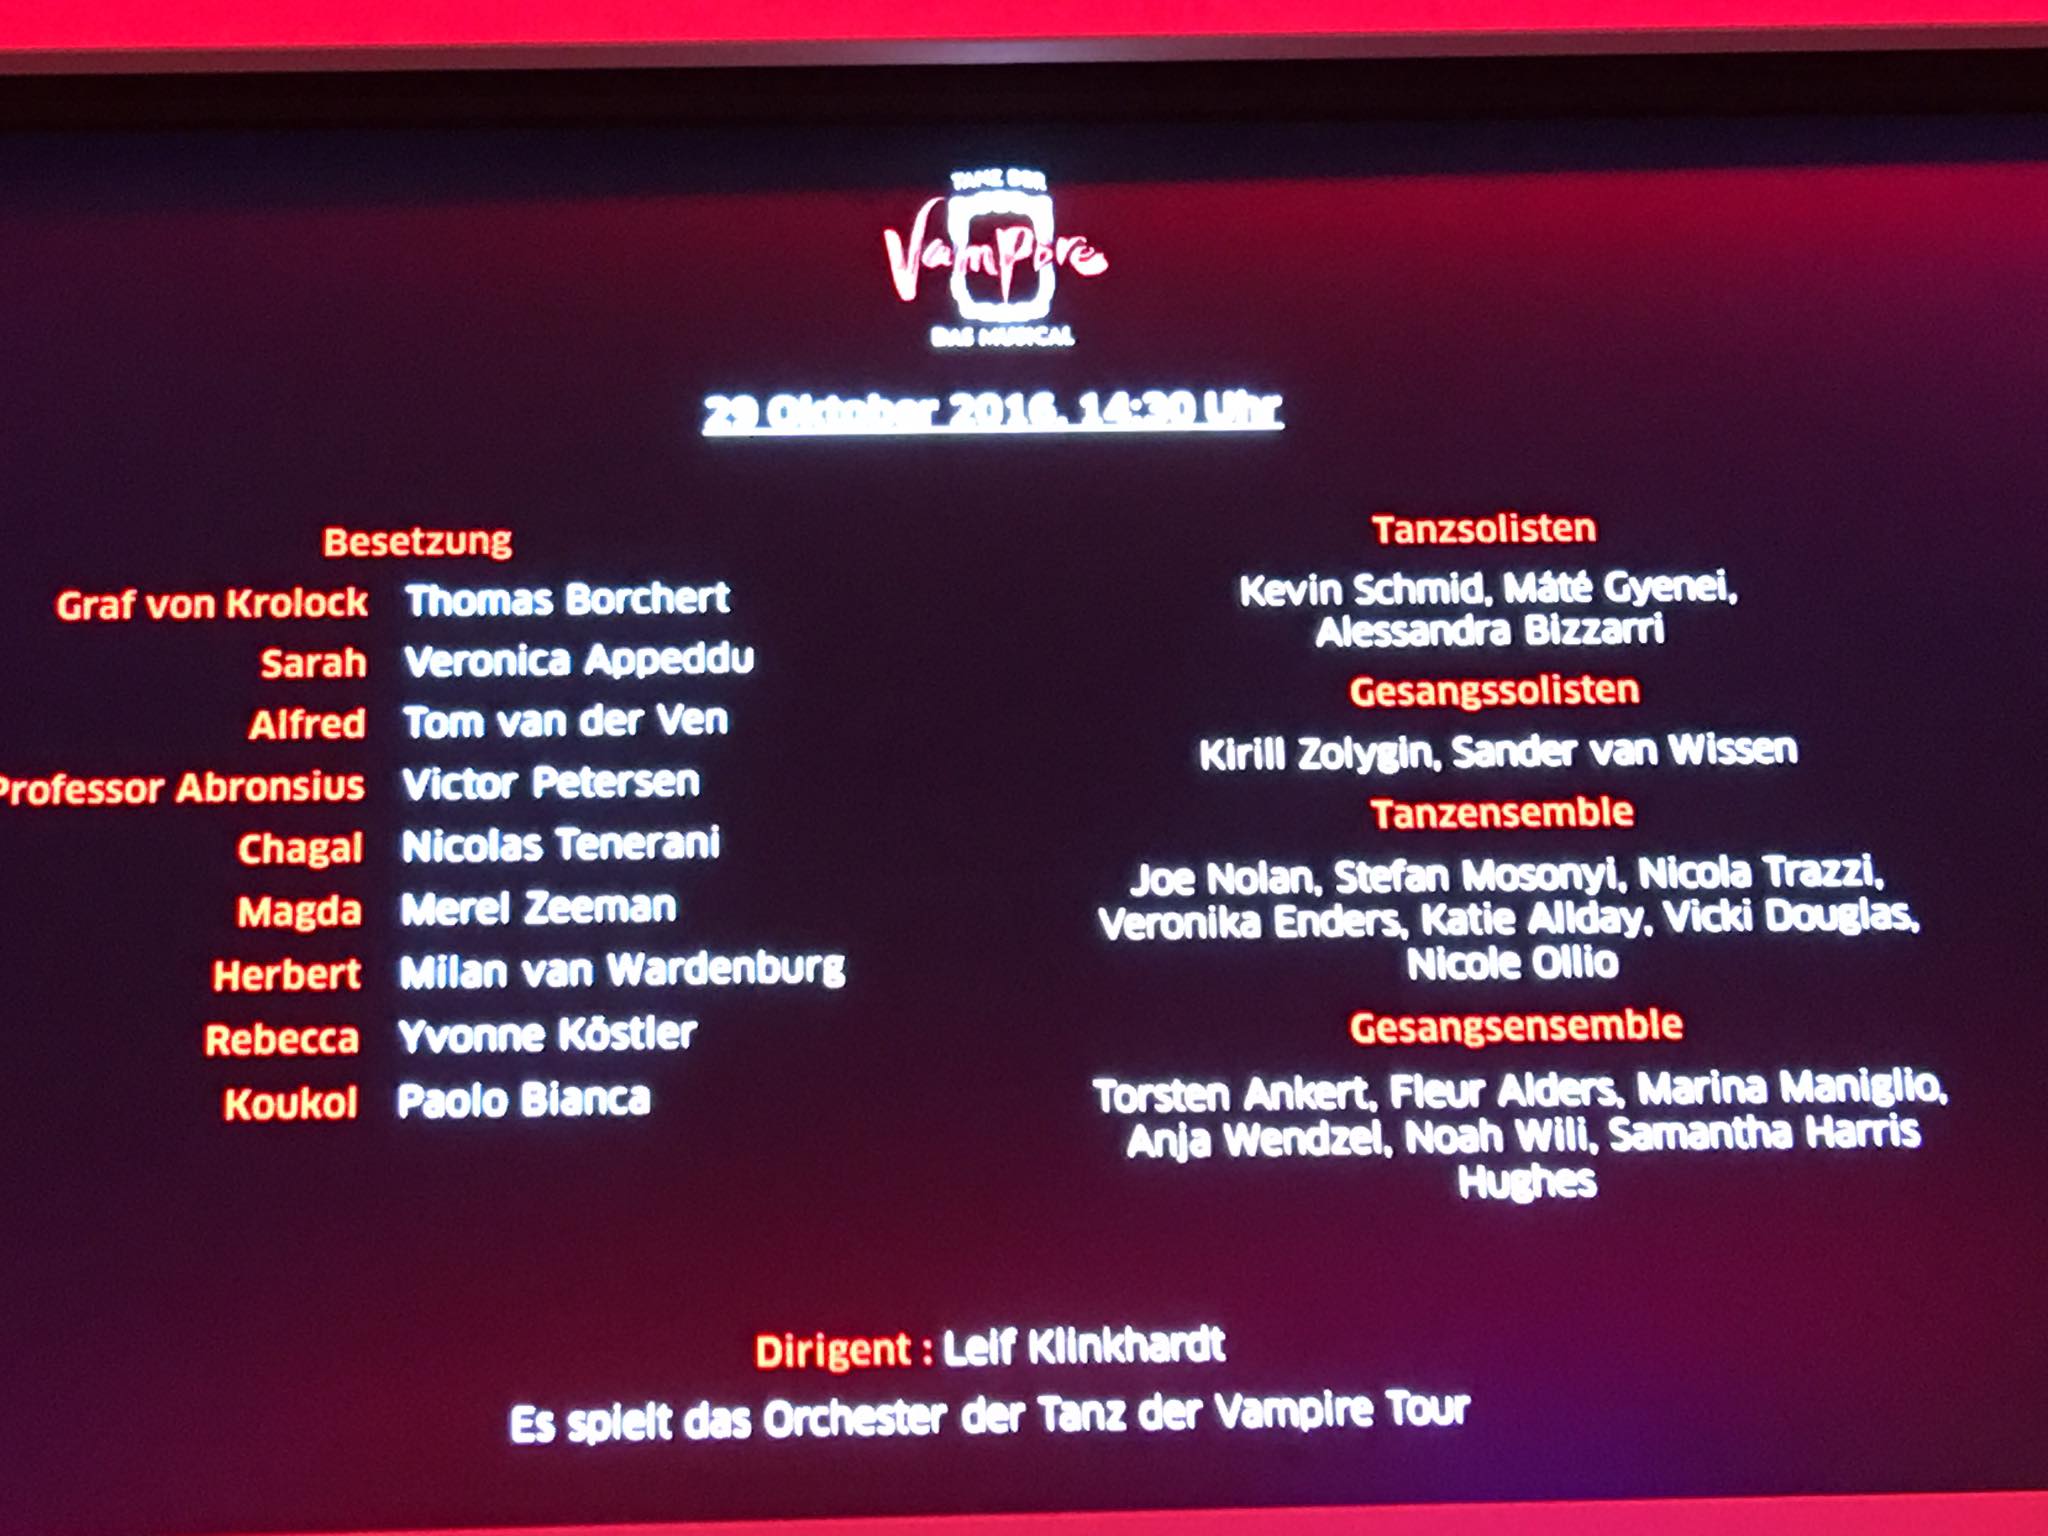 TANZ DER
Vampire
DAS MUSICAL
29 Oktober 2016, 14:30 Uhr
Besetzung
Graf von Krolock Thomas Borchert
Sarah Veronica Appeddu
Alfred Tom van der Ven
Professor Abronsius Victor Petersen
Chagal Nicolas Tenerani
Magda Merel Zeeman
Herbert Milan van Wardenburg
Rebecca Yvonne Köstler
Koukol Paolo Bianca
Tanzsolisten
Kevin Schmid, Máté Gyenei,
Alessandra Bizzarri
Gesangssolisten
Kirill Zolygin, Sander van Wissen
Tanzensemble
Joe Nolan, Stefan Mosonyi, Nicola Trazzi,
Veronika Enders, Katie Allday, Vicki Douglas,
Nicole Ollio
Gesangsensemble
Torsten Ankert, Fleur Alders, Marina Maniglio,
Anja Wendzel, Noah Wili, Samantha Harris
Hughes
Dirigent : Leif Klinkhardt
Es spielt das Orchester der Tanz der Vampire Tour